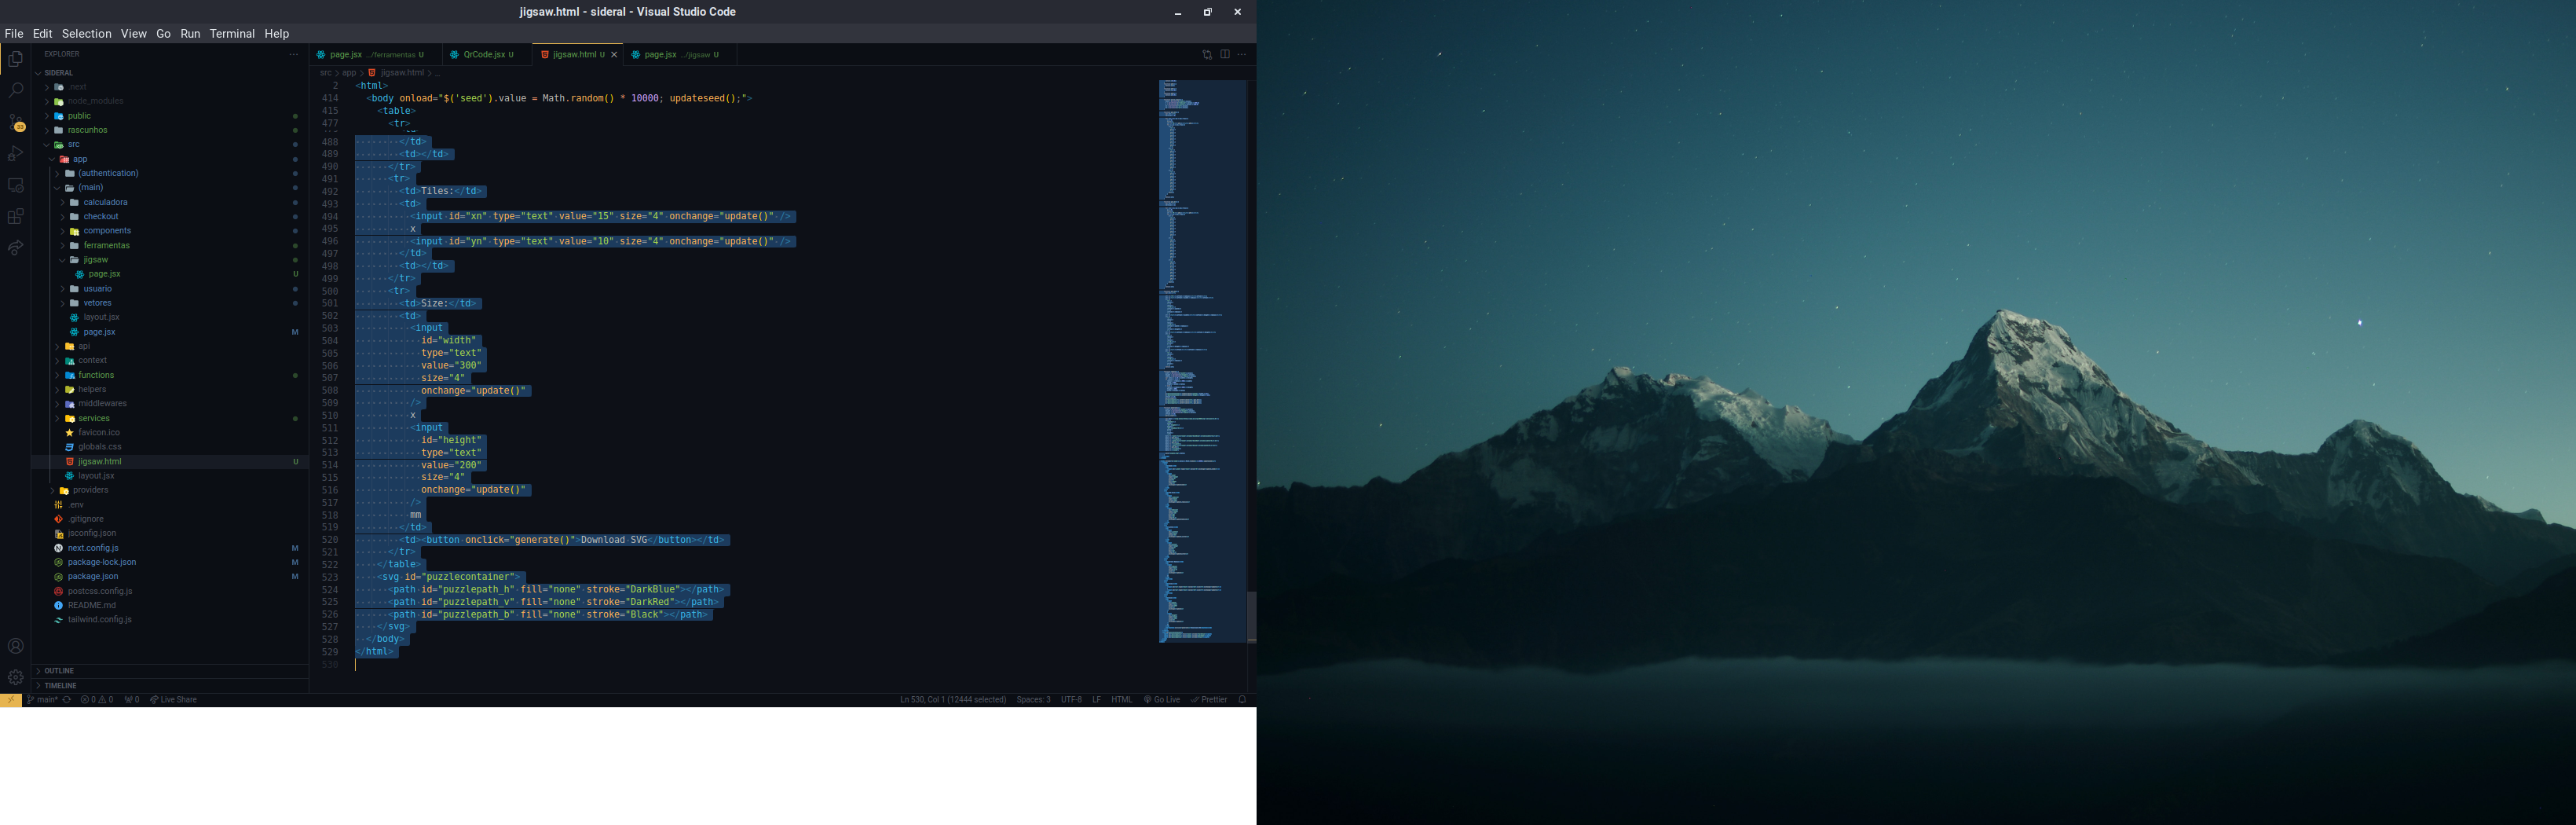 jigsaw.html - sideral - Visual Studio Code
File Edit Selection View Go Run Terminal Help
EXPLORER
page.jsx .../ferramentas U
QrCode.jsx U
jigsaw.html U
page.jsx .../jigsaw U
src > app > jigsaw.html > ...
SIDERAL
.next
node_modules
public
rascunhos
src
app
(authentication)
(main)
calculadora
checkout
components
ferramentas
jigsaw
page.jsx U
usuario
vetores
layout.jsx
page.jsx M
api
context
functions
helpers
middlewares
services
favicon.ico
globals.css
jigsaw.html U
layout.jsx
providers
.env
.gitignore
jsconfig.json
next.config.js M
package-lock.json M
package.json M
postcss.config.js
README.md
tailwind.config.js
OUTLINE
TIMELINE
33
2 <html>
414 <body onload="$('seed').value = Math.random() * 10000; updateseed();">
415 <table>
477 <tr>
488 </td>
489 <td></td>
490 </tr>
491 <tr>
492 <td>Tiles:</td>
493 <td>
494 <input id="xn" type="text" value="15" size="4" onchange="update()" />
495 x
496 <input id="yn" type="text" value="10" size="4" onchange="update()" />
497 </td>
498 <td></td>
499 </tr>
500 <tr>
501 <td>Size:</td>
502 <td>
503 <input
504 id="width"
505 type="text"
506 value="300"
507 size="4"
508 onchange="update()"
509 />
510 x
511 <input
512 id="height"
513 type="text"
514 value="200"
515 size="4"
516 onchange="update()"
517 />
518 mm
519 </td>
520 <td><button onclick="generate()">Download SVG</button></td>
521 </tr>
522 </table>
523 <svg id="puzzlecontainer">
524 <path id="puzzlepath_h" fill="none" stroke="DarkBlue"></path>
525 <path id="puzzlepath_v" fill="none" stroke="DarkRed"></path>
526 <path id="puzzlepath_b" fill="none" stroke="Black"></path>
527 </svg>
528 </body>
529 </html>
530
main* 0 0 0 Live Share
Ln 530, Col 1 (12444 selected) Spaces: 3 UTF-8 LF HTML Go Live Prettier